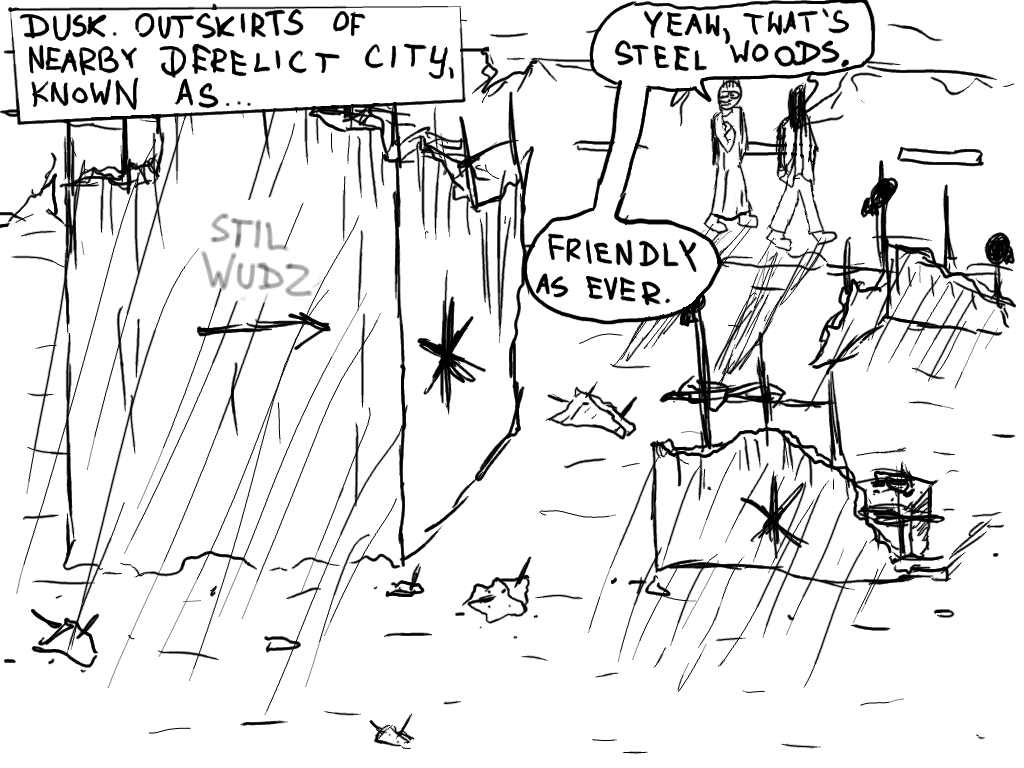 DUSK. OUTSKIRTS OF
NEARBY DERELICT CITY,
KNOWN AS...
YEAH, THAT'S
STEEL WOODS.
FRIENDLY
AS EVER.
STIL
WUDZ